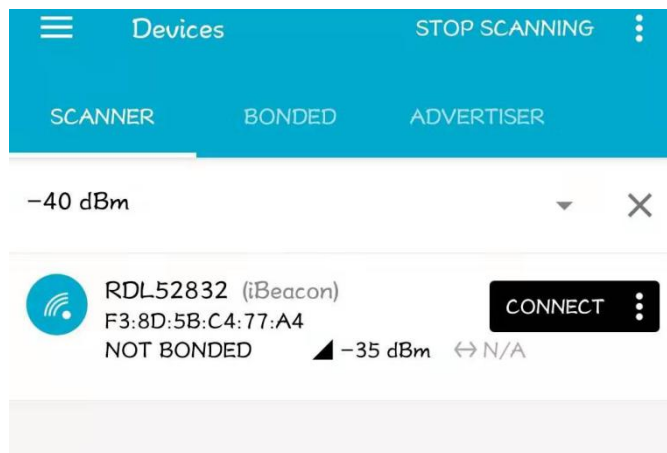 Devices STOP SCANNING
SCANNER BONDED ADVERTISER
-40 dBm
RDL52832 (iBeacon)
F3:8D:5B:C4:77:A4
CONNECT
NOT BONDED -35 dBm N/A